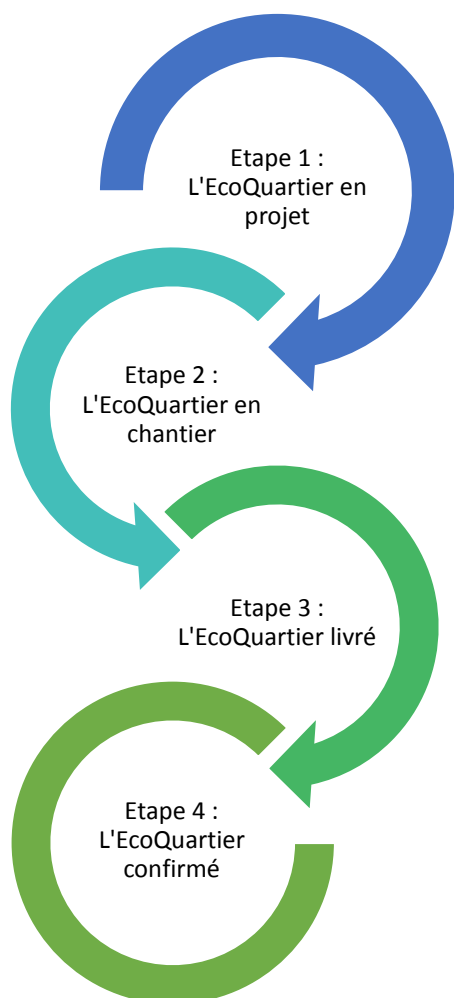 Etape 1 :
L'EcoQuartier en
projet
Etape 2 :
L'EcoQuartier en
chantier
Etape 3 :
L'EcoQuartier livré
Etape 4 :
L'EcoQuartier
confirmé